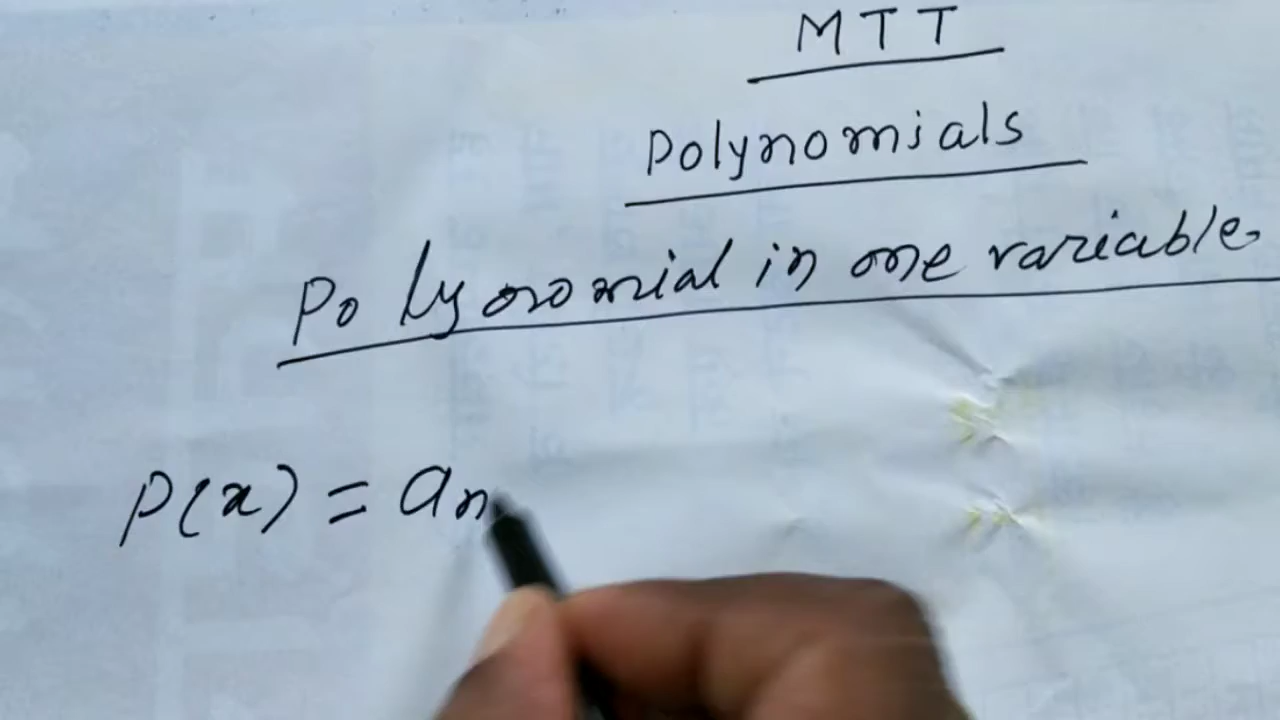 MTT
Polynomials
Polynomial in one variable.
P(x) = an